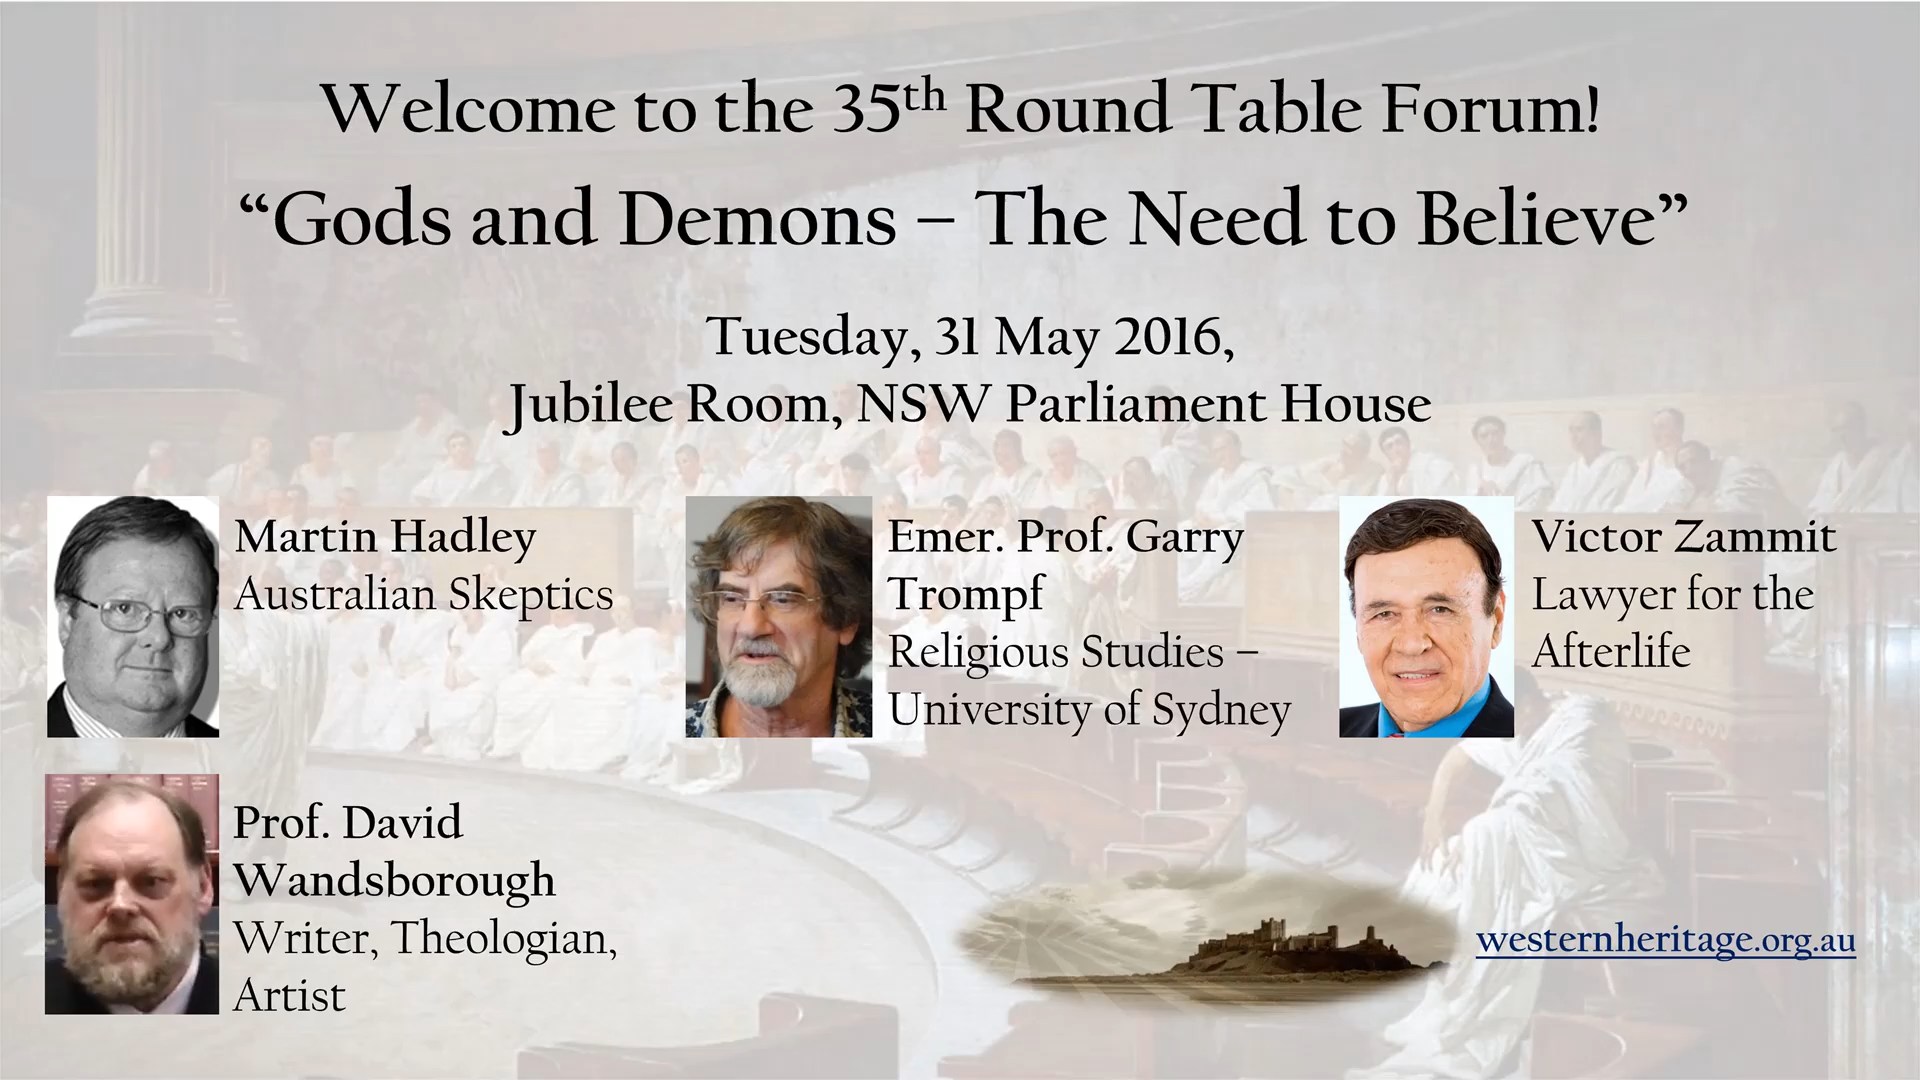 Welcome to the 35th Round Table Forum!
“Gods and Demons – The Need to Believe”
Tuesday, 31 May 2016,
Jubilee Room, NSW Parliament House
Martin Hadley
Australian Skeptics
Emer. Prof. Garry
Trompf
Religious Studies –
University of Sydney
Victor Zammit
Lawyer for the
Afterlife
Prof. David
Wandsborough
Writer, Theologian,
Artist
westernheritage.org.au